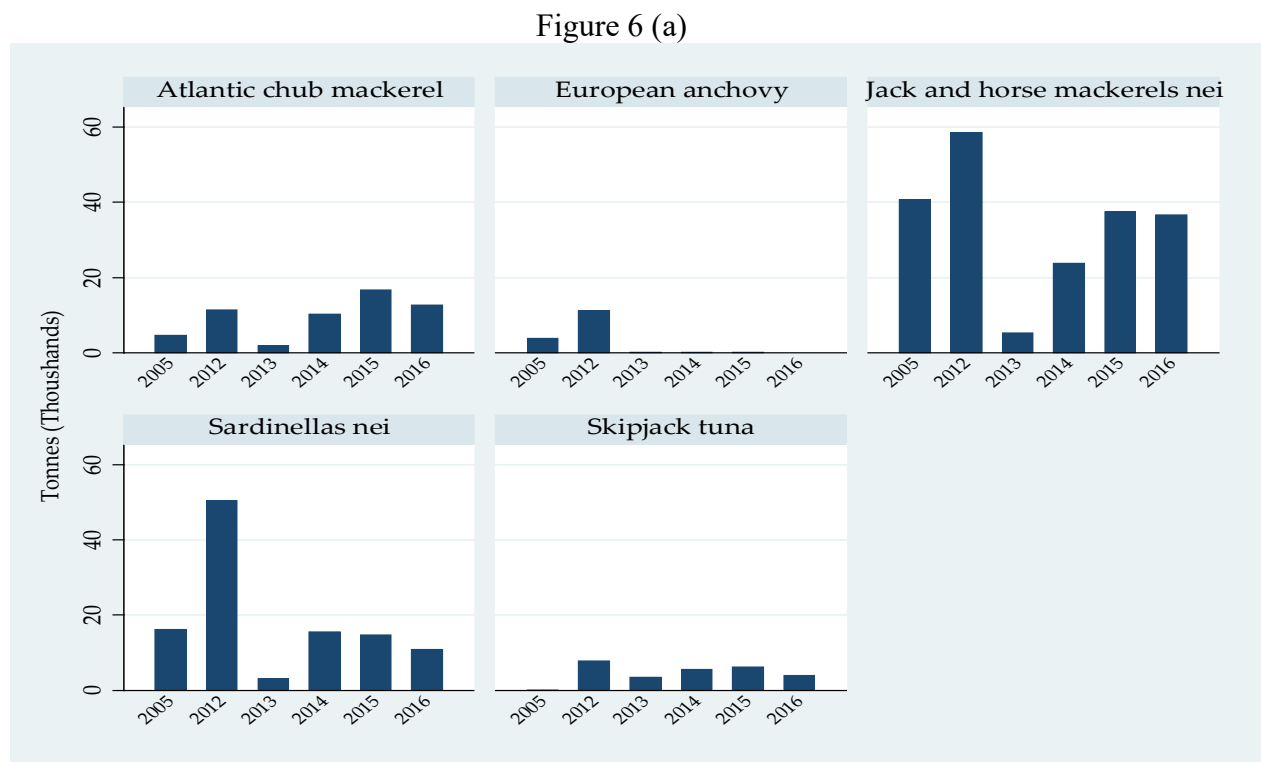 Figure 6 (a)
Atlantic chub mackerel
European anchovy
Jack and horse mackerels nei
Tonnes (Thoushands)
60
40
20
0
2005 2012 2013 2014 2015 2016
2005 2012 2013 2014 2015 2016
2005 2012 2013 2014 2015 2016
Sardinellas nei
Skipjack tuna
60
40
20
0
2005 2012 2013 2014 2015 2016
2005 2012 2013 2014 2015 2016